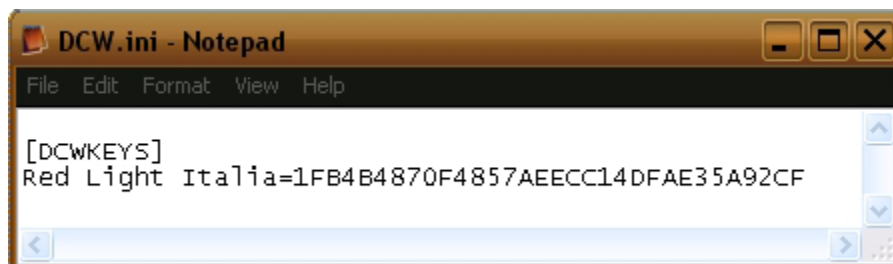 DCW.ini - Notepad
File Edit Format View Help
[DCWKEYS]
Red Light Italia=1FB4B4870F4857AEECC14DFAE35A92CF